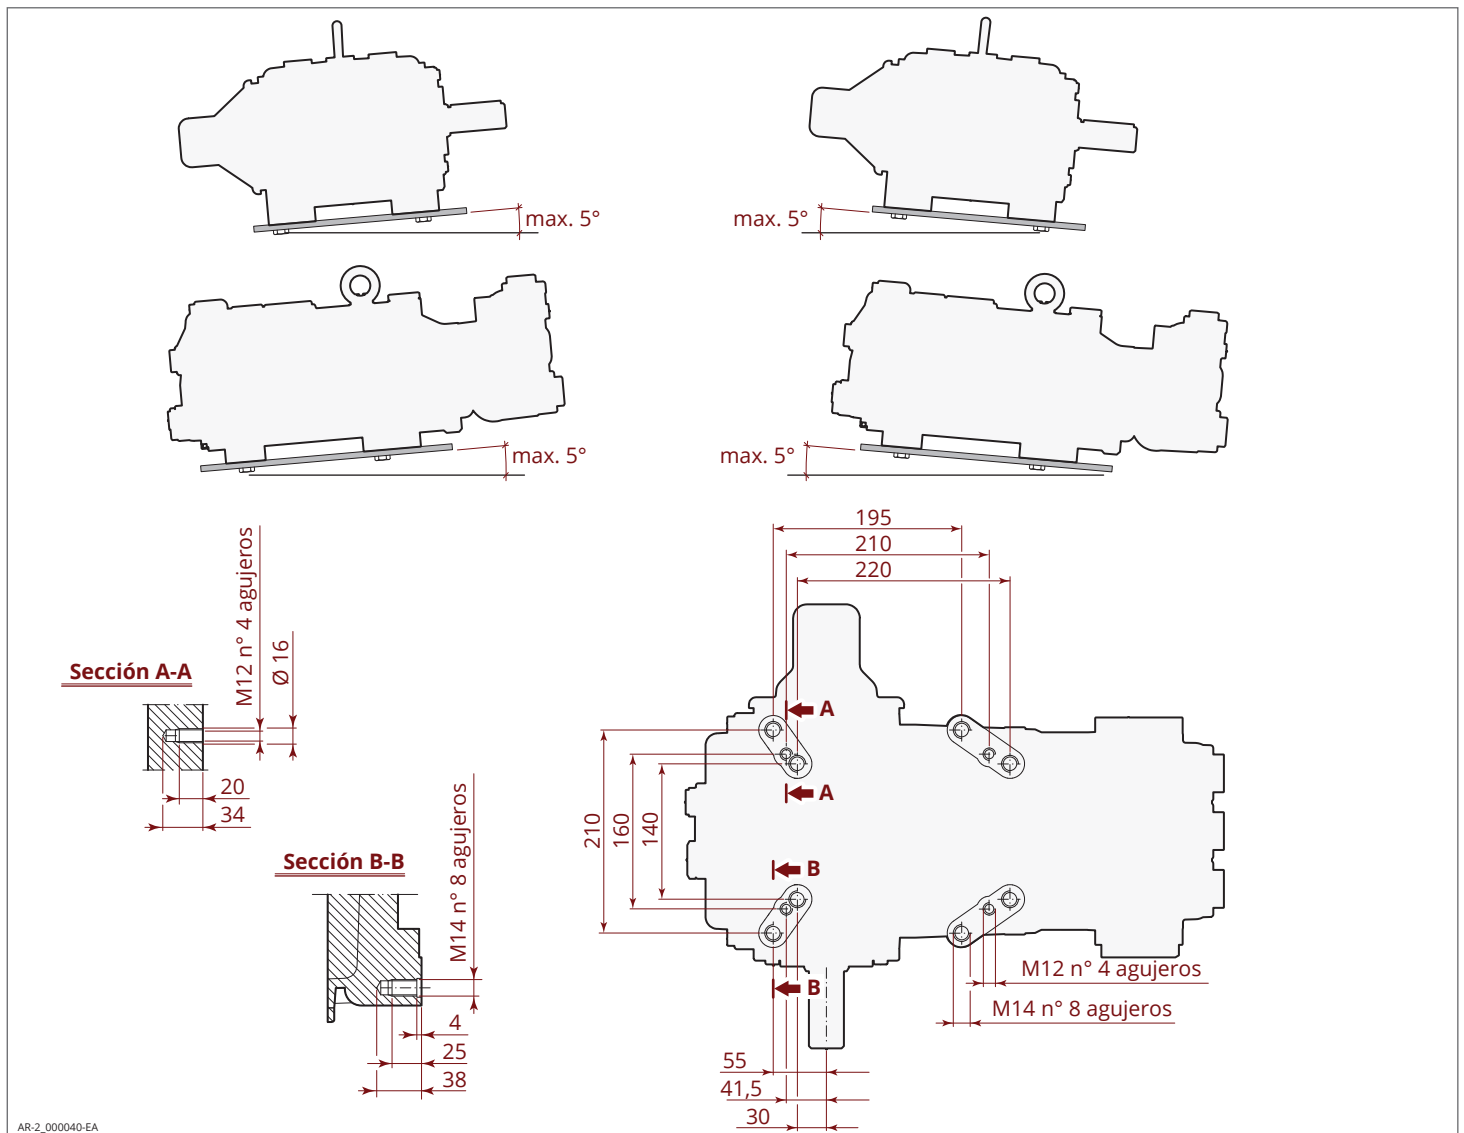 max. 5°
max. 5°
max. 5°
max. 5°
195
210
220
M12 n° 4 agujeros
Ø 16
Sección A-A
20
34
A
A
210
160
140
B
B
Sección B-B
M14 n° 8 agujeros
4
25
38
M12 n° 4 agujeros
M14 n° 8 agujeros
55
41,5
30
AR-2_000040-EA